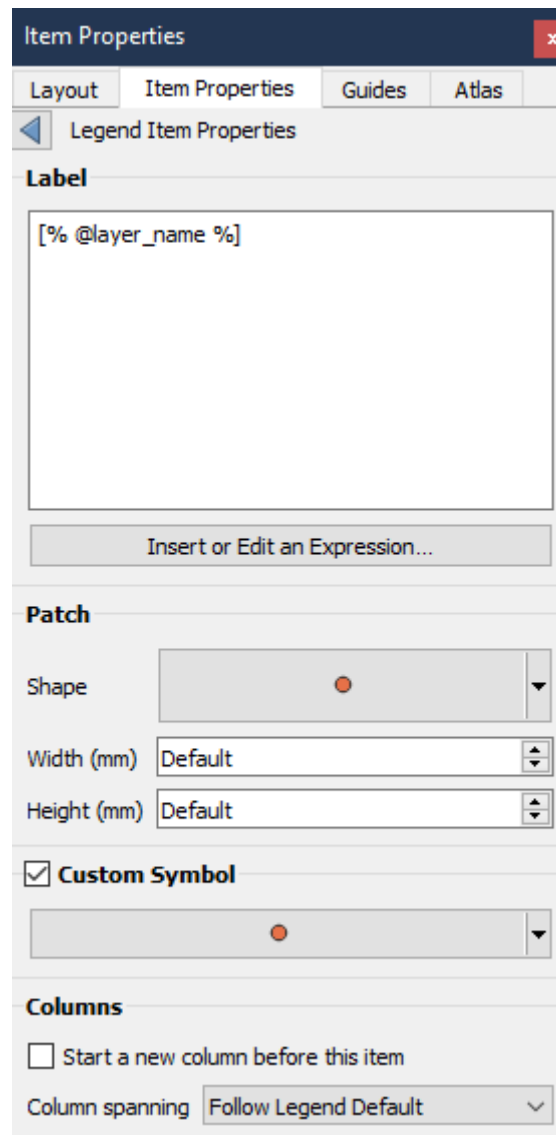 Item Properties
x
Layout Item Properties Guides Atlas
Legend Item Properties
Label
[% @layer_name %]
Insert or Edit an Expression...
Patch
Shape
Width (mm) Default
Height (mm) Default
Custom Symbol
Columns
Start a new column before this item
Column spanning Follow Legend Default